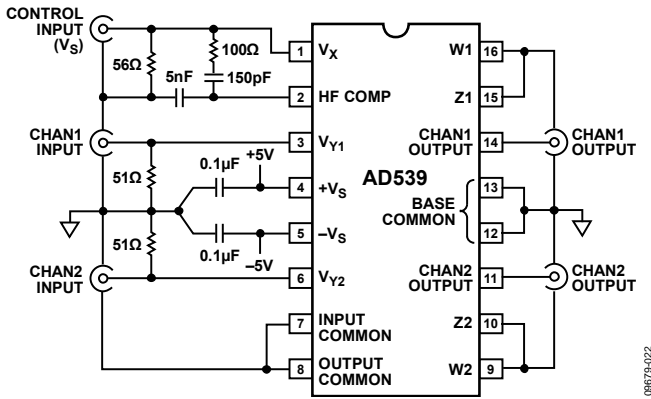 CONTROL
INPUT
(VS)
56Ω
100Ω
5nF
150pF
1
VX
2
HF COMP
CHAN1
INPUT
51Ω
3
VY1
0.1µF
+5V
4
+VS
5
–VS
51Ω
0.1µF
–5V
CHAN2
INPUT
6
VY2
7
INPUT
COMMON
8
OUTPUT
COMMON
AD539
W1
16
Z1
15
CHAN1
OUTPUT
14
CHAN1
OUTPUT
13
BASE
COMMON
12
CHAN2
OUTPUT
11
CHAN2
OUTPUT
Z2
10
W2
9
09679-022